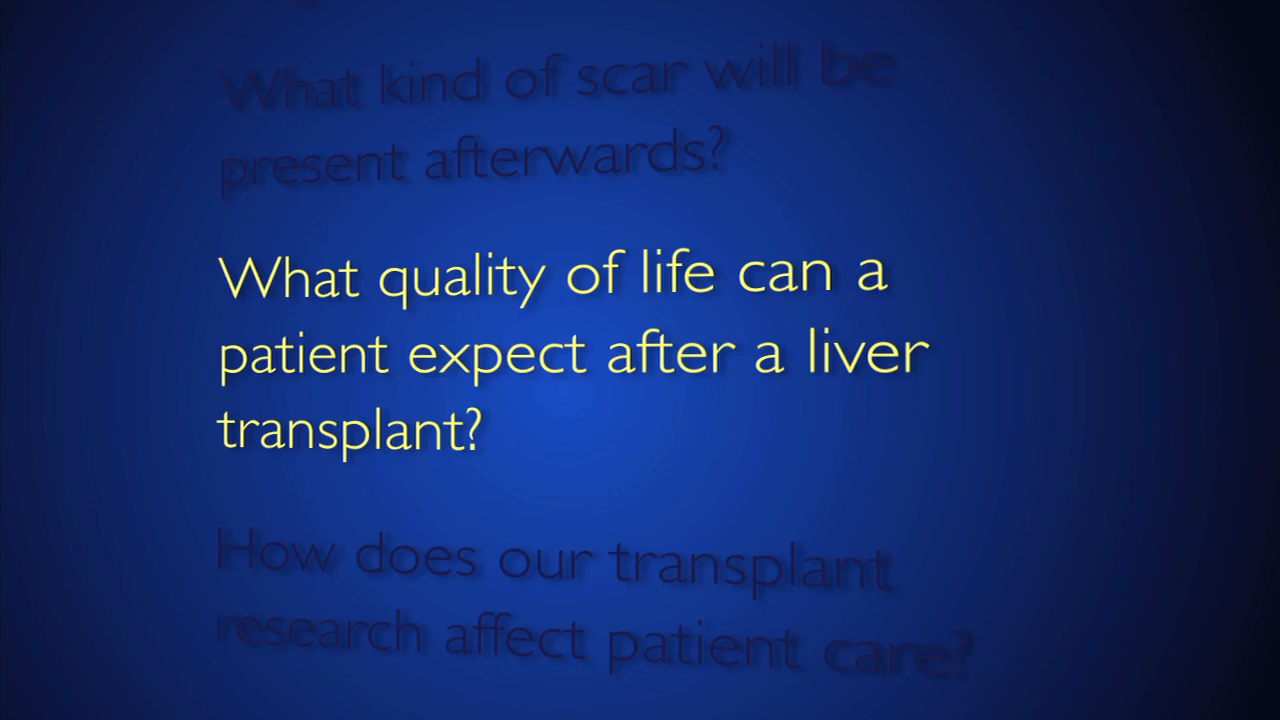 What kind of scar will be
present afterwards?
What quality of life can a
patient expect after a liver
transplant?
How does our transplant
research affect patient care?